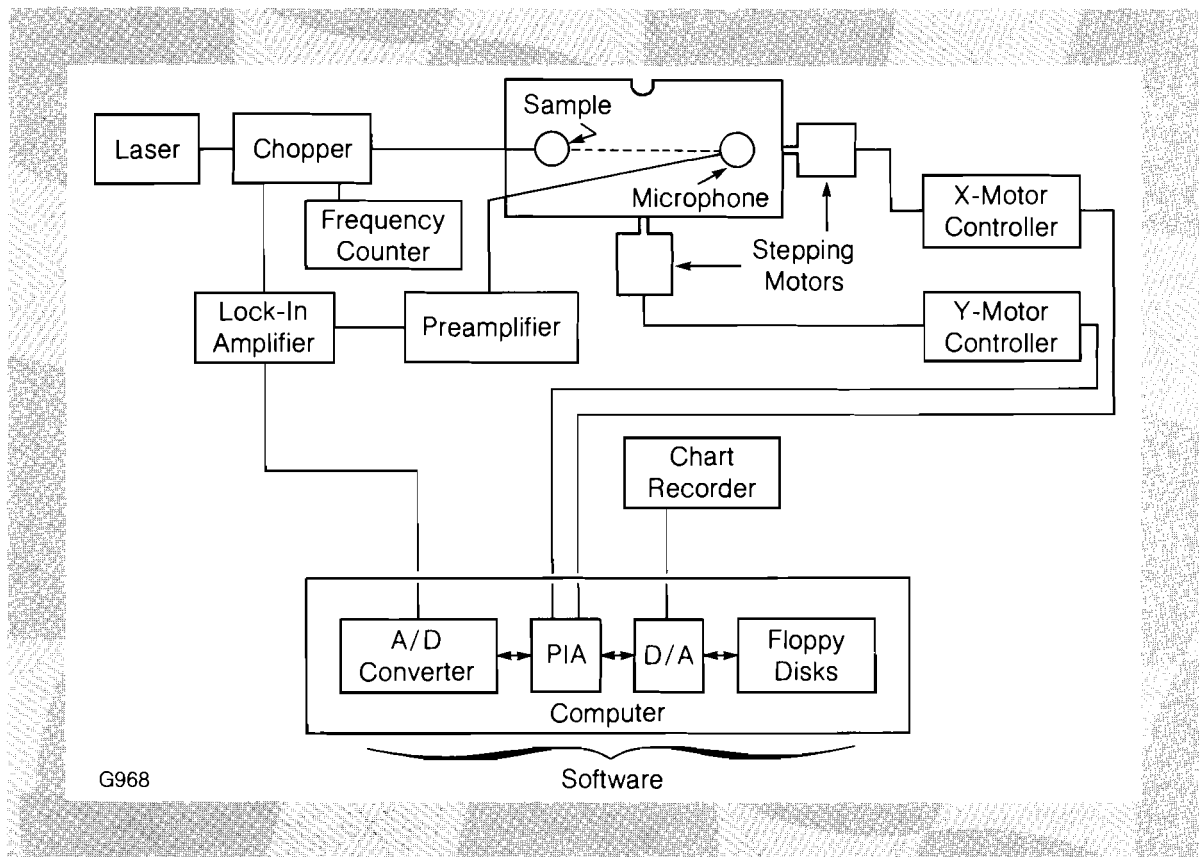 Sample
Laser
Chopper
Microphone
X-Motor
Controller
Frequency
Counter
Stepping
Motors
Lock-In
Amplifier
Preamplifier
Y-Motor
Controller
Chart
Recorder
A/D
Converter
PIA
D/A
Floppy
Disks
Computer
Software
G968